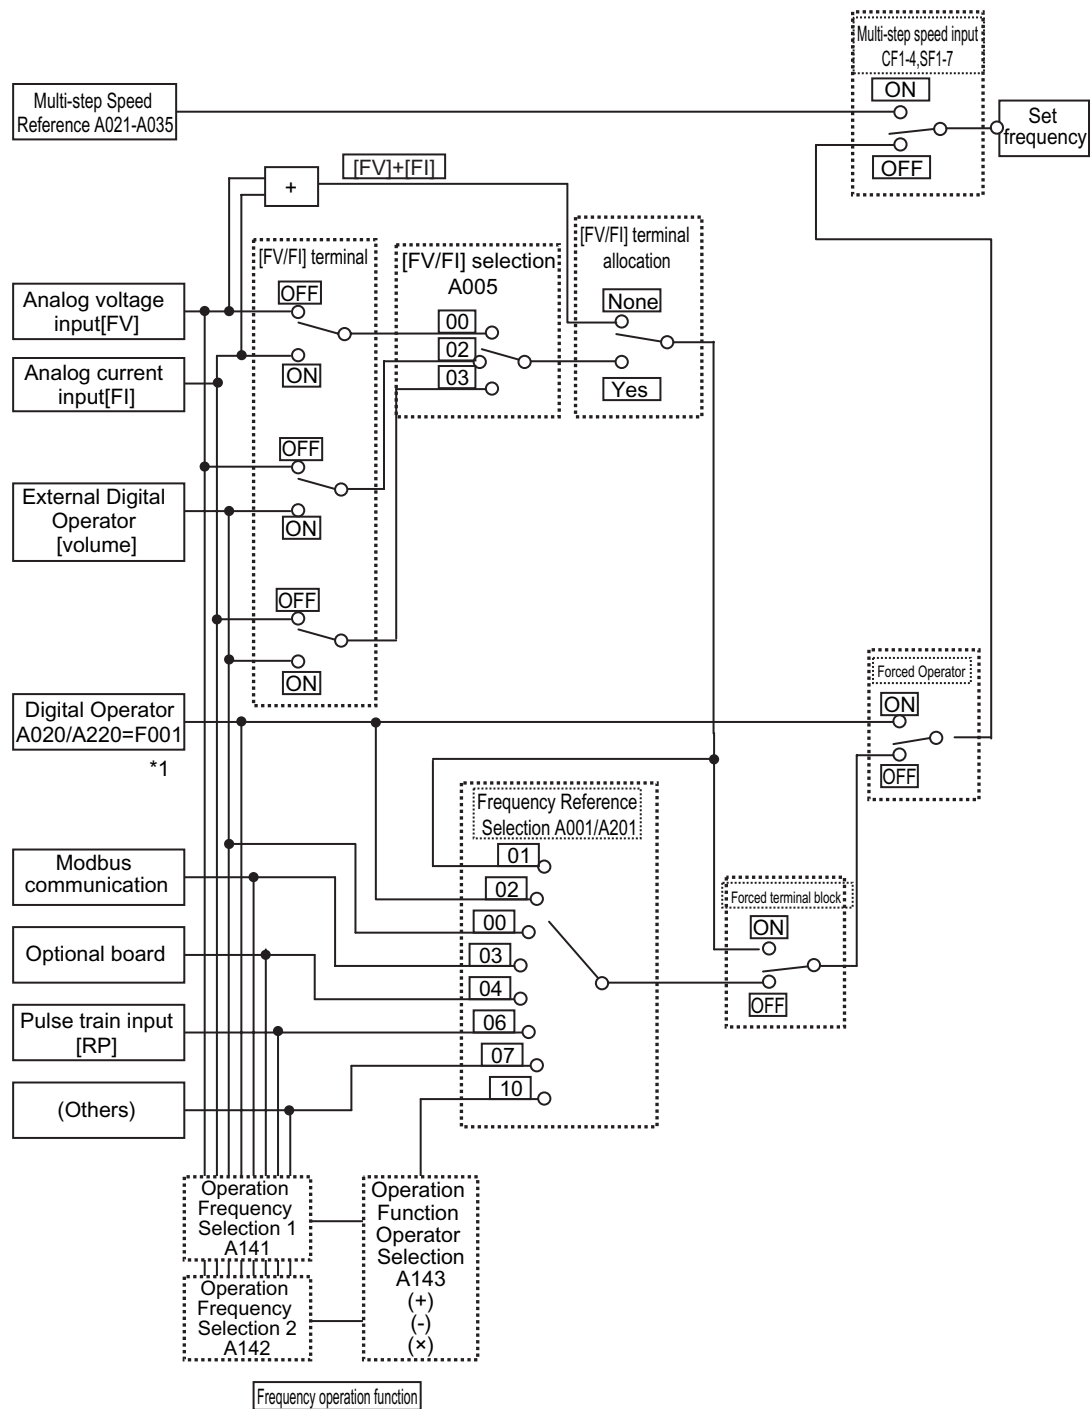 Multi-step speed input
CF1-4,SF1-7
ON
OFF
Set
frequency
Multi-step Speed
Reference A021-A035
+
[FV]+[FI]
[FV/FI] terminal
OFF
ON
OFF
ON
OFF
ON
[FV/FI] selection
A005
00
02
03
[FV/FI] terminal
allocation
None
Yes
Analog voltage
input[FV]
Analog current
input[FI]
External Digital
Operator
[volume]
Digital Operator
A020/A220=F001
*1
Forced Operator
ON
OFF
Frequency Reference
Selection A001/A201
01
02
00
03
04
06
07
10
Forced terminal block
ON
OFF
Modbus
communication
Optional board
Pulse train input
[RP]
(Others)
Operation
Frequency
Selection 1
A141
Operation
Frequency
Selection 2
A142
Operation
Function
Operator
Selection
A143
(+)
(-)
(×)
Frequency operation function